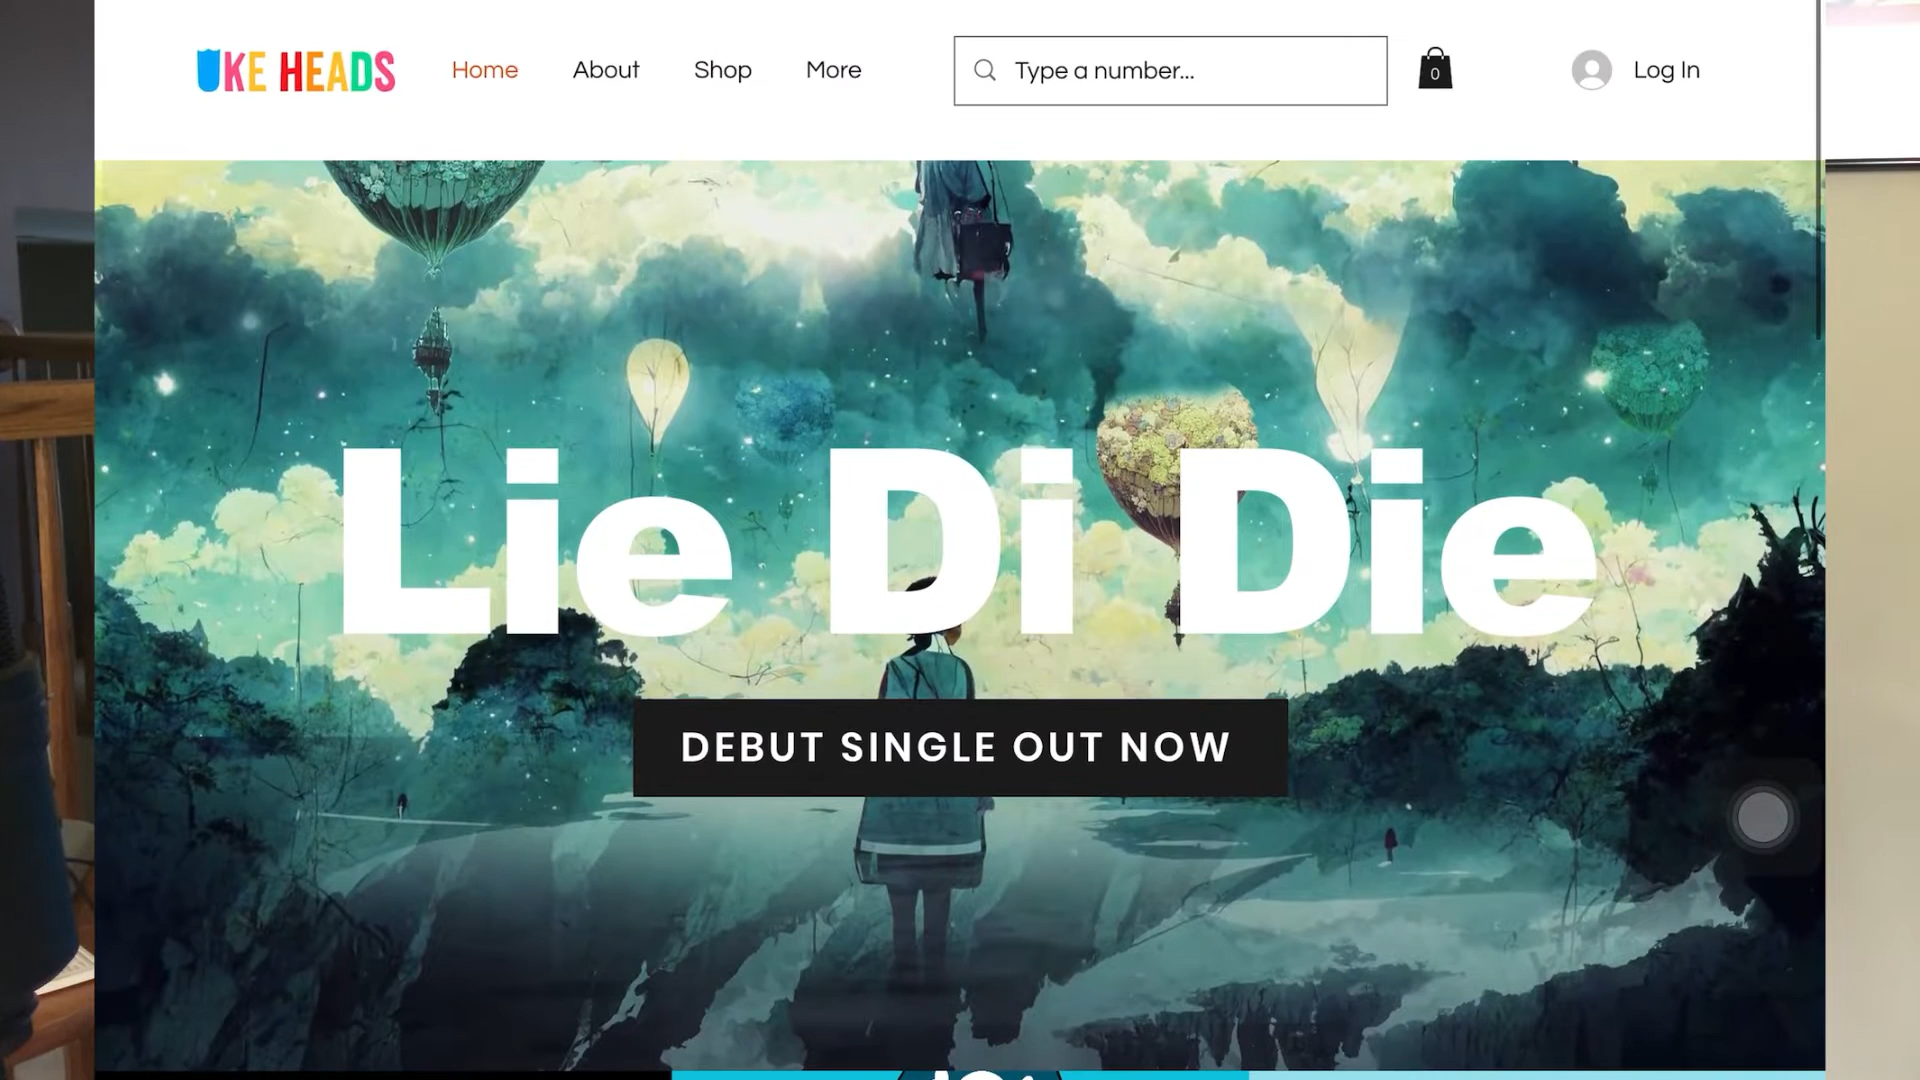 UKE HEADS
Home
About
Shop
More
Type a number...
0
Log In
Lie Di Die
DEBUT SINGLE OUT NOW